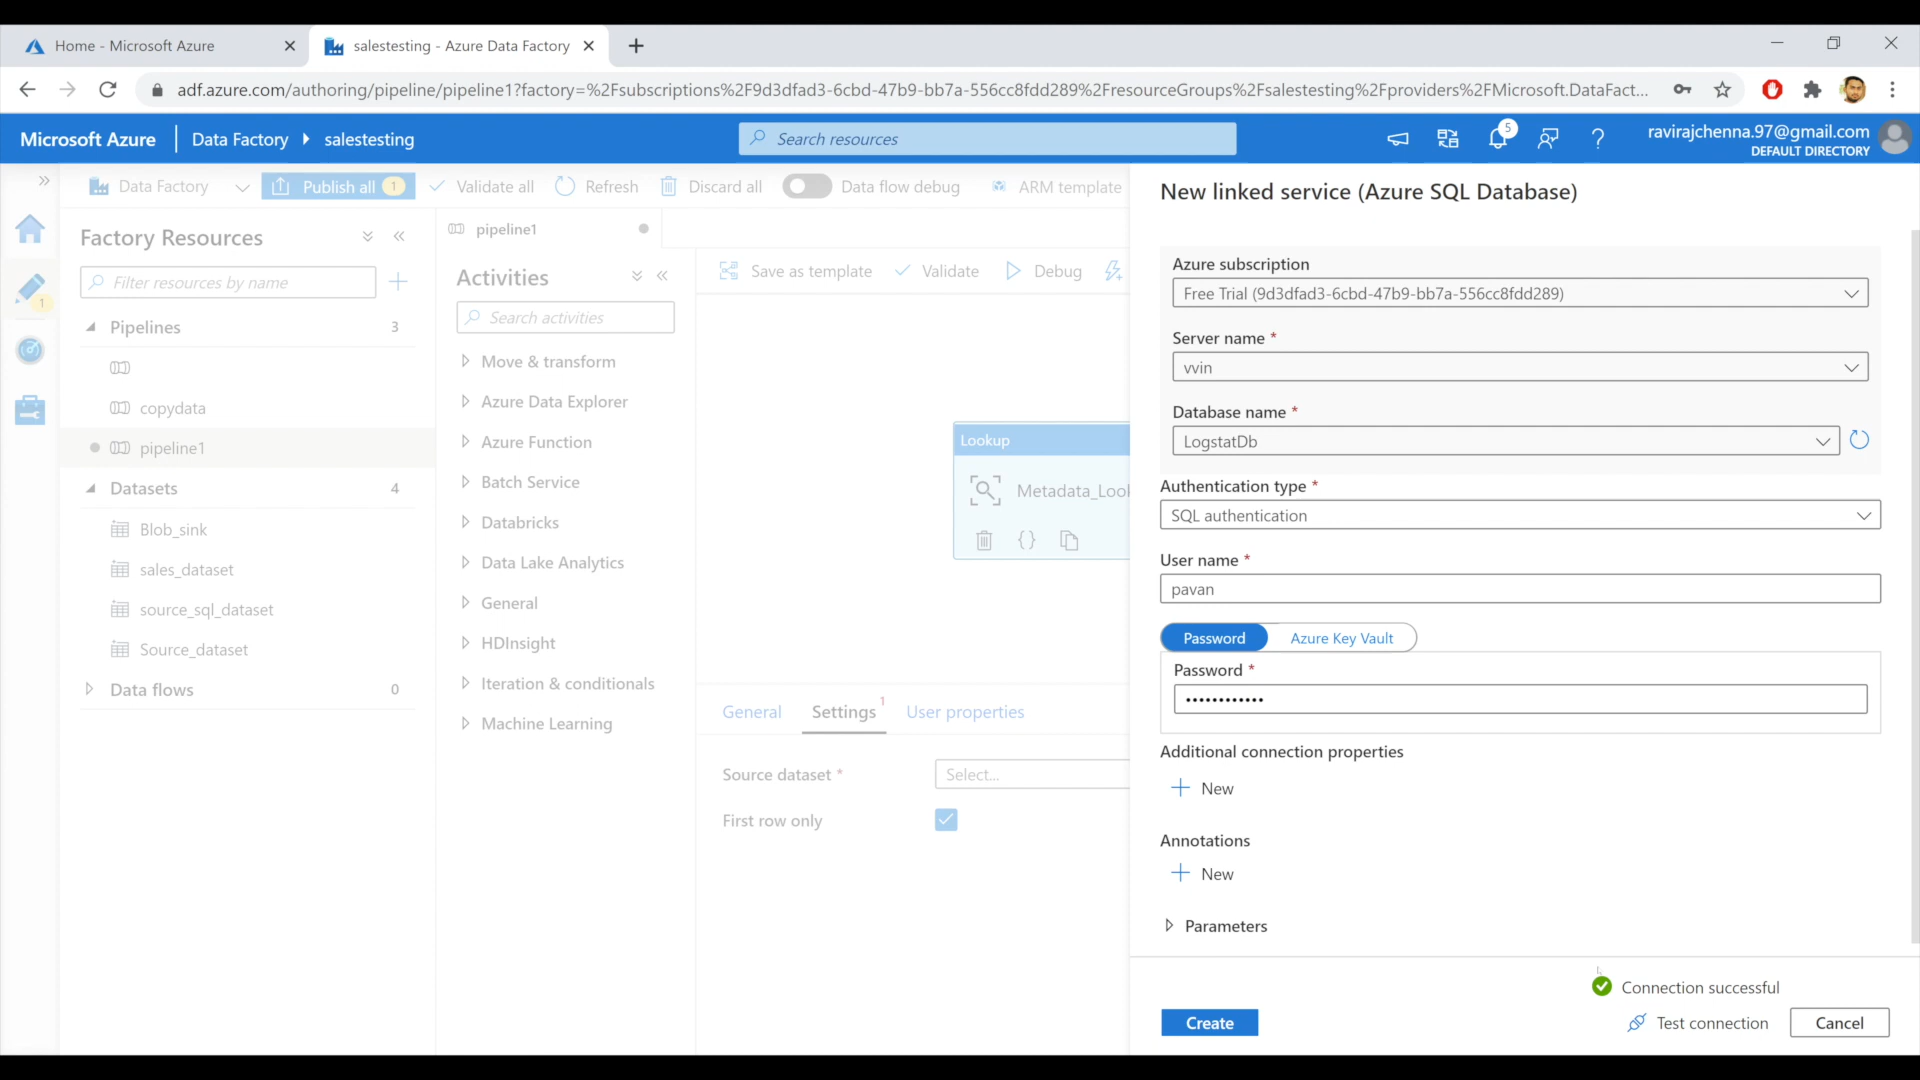 Home - Microsoft Azure
salestesting - Azure Data Factory
adf.azure.com/authoring/pipeline/pipeline1?factory=%2Fsubscriptions%2F9d3dfad3-6cbd-47b9-bb7a-556cc8fdd289%2FresourceGroups%2Fsalestesting%2Fproviders%2FMicrosoft.DataFact...
Microsoft Azure
Data Factory
salestesting
Search resources
5
ravirajchenna.97@gmail.com
DEFAULT DIRECTORY
Data Factory
Publish all 1
Validate all
Refresh
Discard all
Data flow debug
ARM template
Factory Resources
Filter resources by name
1
Pipelines 3
copydata
pipeline1
Datasets 4
Blob_sink
sales_dataset
source_sql_dataset
Source_dataset
Data flows 0
pipeline1
Activities
Search activities
Move & transform
Azure Data Explorer
Azure Function
Batch Service
Databricks
Data Lake Analytics
General
HDInsight
Iteration & conditionals
Machine Learning
Save as template
Validate
Debug
Lookup
Metadata_Look
General
Settings 1
User properties
Source dataset *
Select...
First row only
New linked service (Azure SQL Database)
Azure subscription
Free Trial (9d3dfad3-6cbd-47b9-bb7a-556cc8fdd289)
Server name *
vvin
Database name *
LogstatDb
Authentication type *
SQL authentication
User name *
pavan
Password
Azure Key Vault
Password *
••••••••••••
Additional connection properties
New
Annotations
New
Parameters
Connection successful
Create
Test connection
Cancel